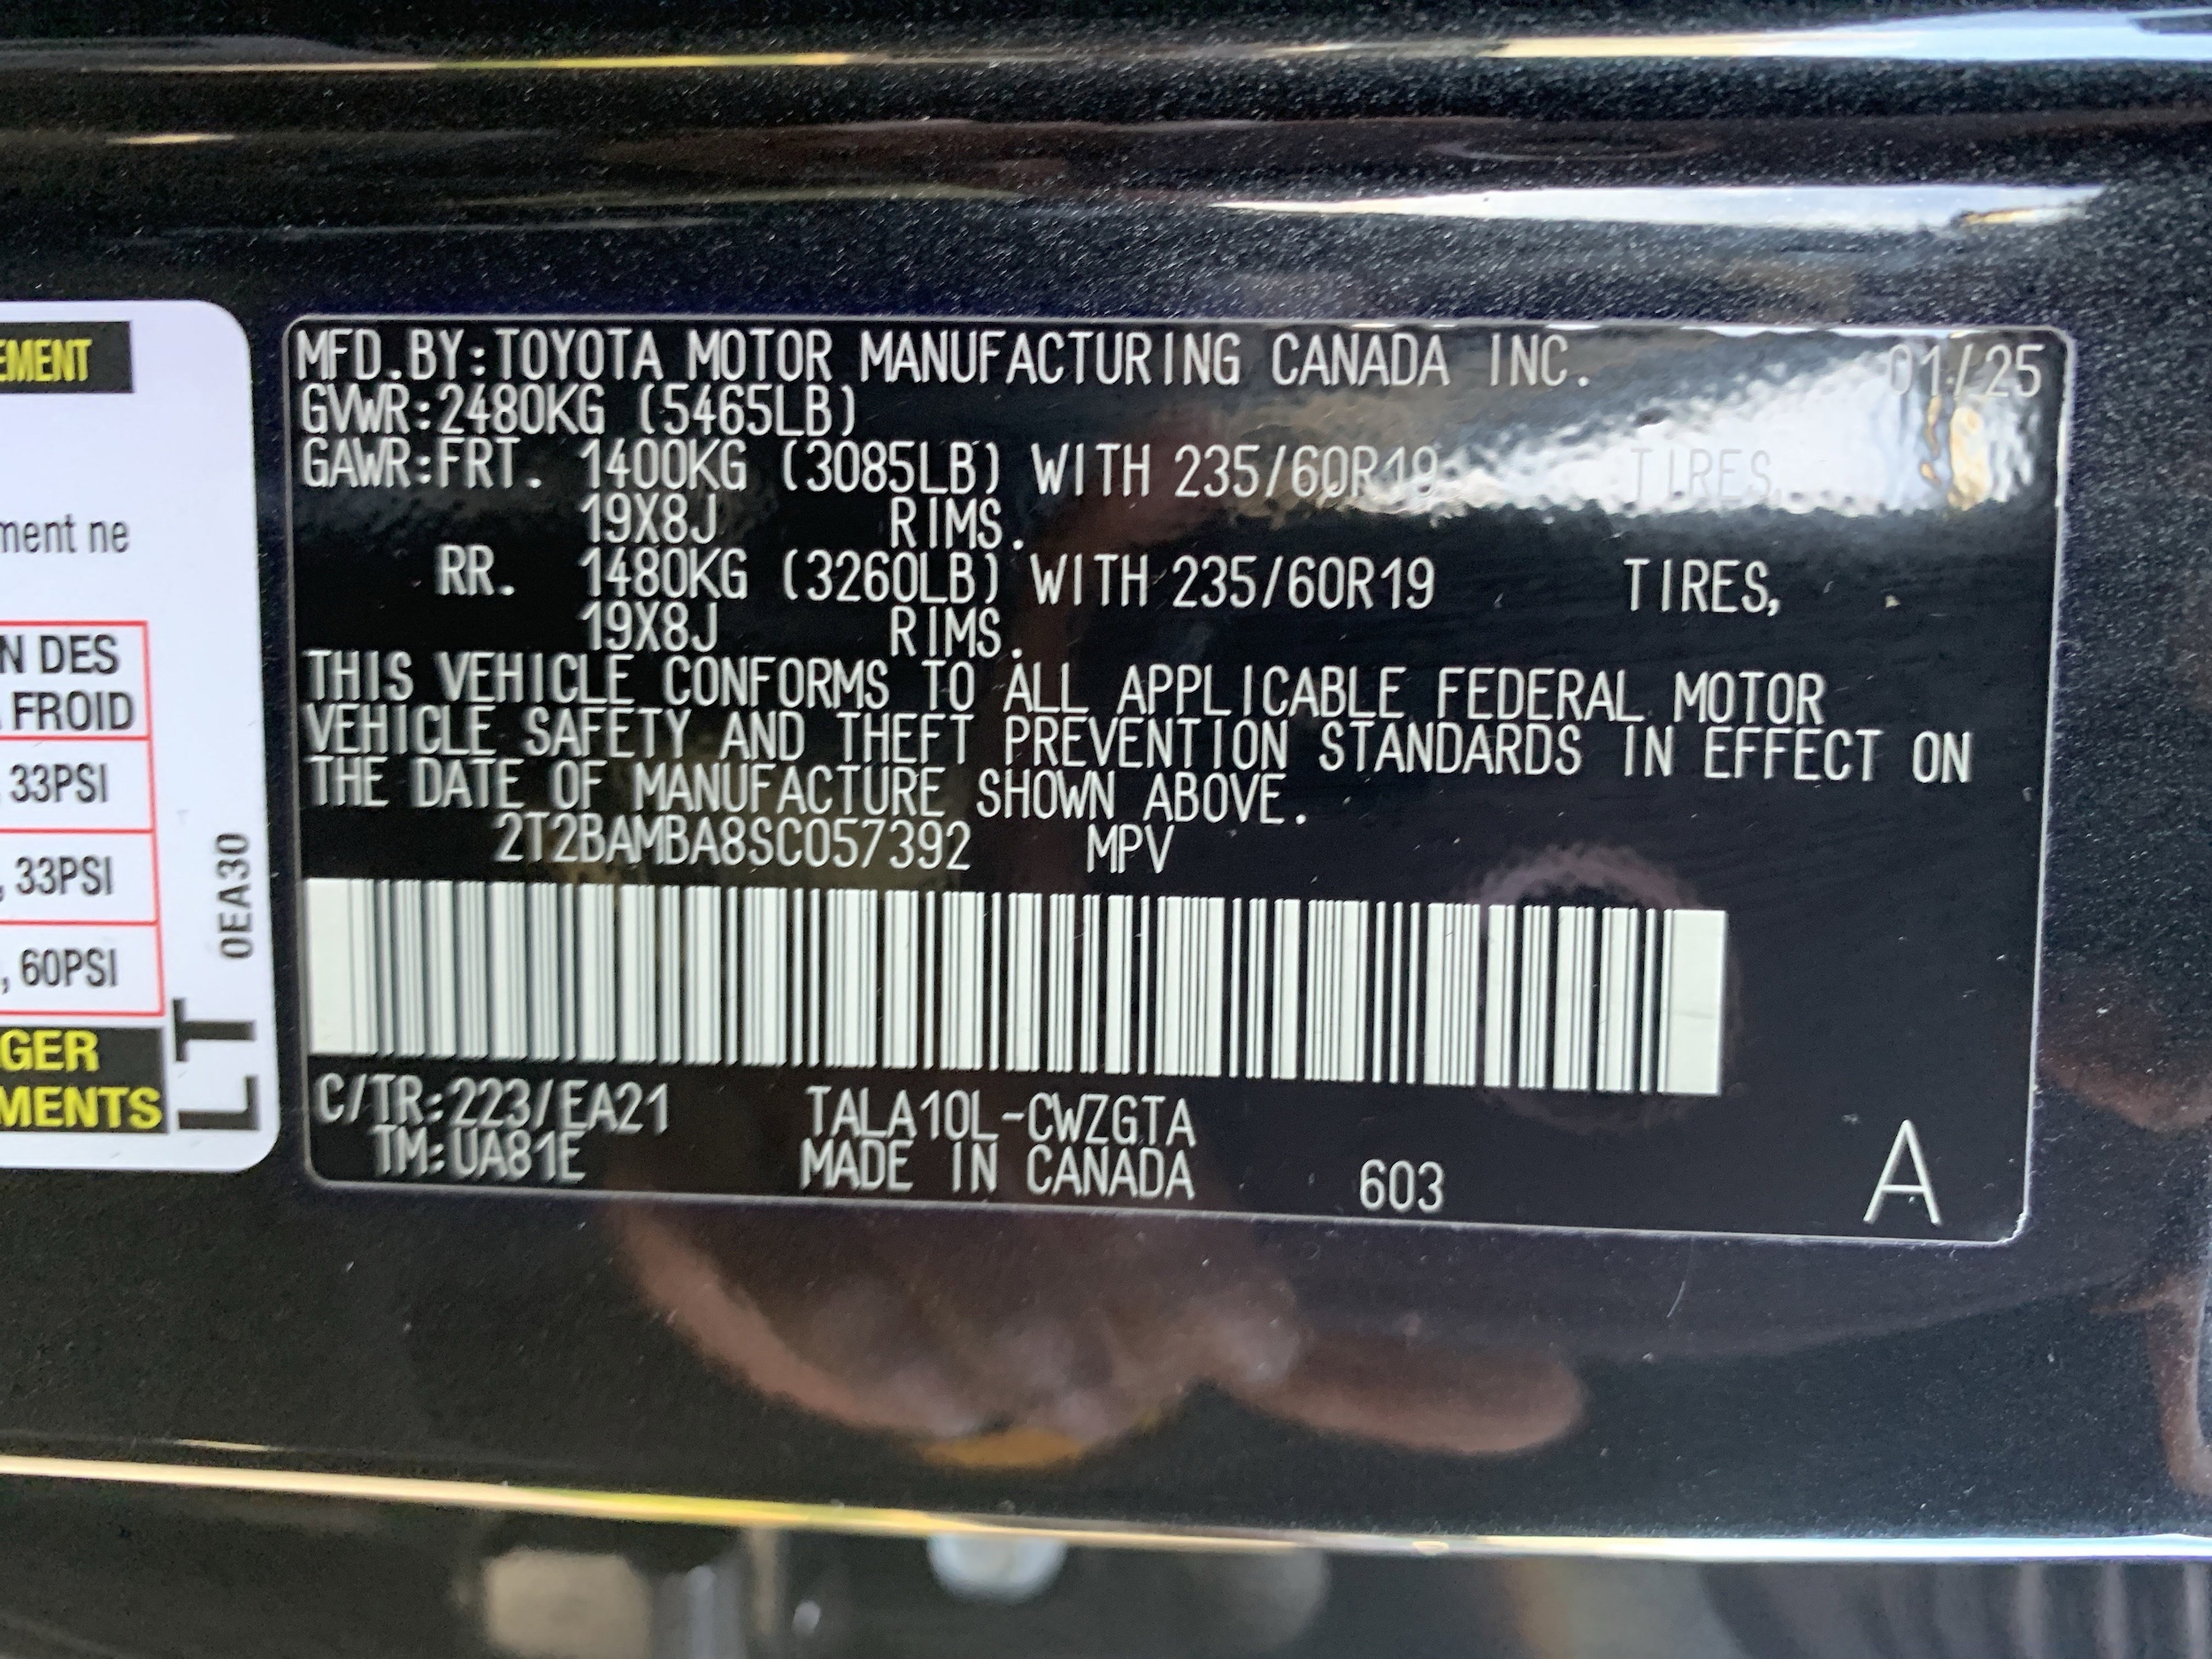 EMENT
ment ne
N DES
FROID
, 33PSI
, 33PSI
, 60PSI
GER
MENTS
LT
0EA30
MFD.BY:TOYOTA MOTOR MANUFACTURING CANADA INC. 01/25
GVWR:2480KG (5465LB)
GAWR:FRT. 1400KG (3085LB) WITH 235/60R19 TIRES,
19X8J RIMS.
RR. 1480KG (3260LB) WITH 235/60R19 TIRES,
19X8J RIMS.
THIS VEHICLE CONFORMS TO ALL APPLICABLE FEDERAL MOTOR
VEHICLE SAFETY AND THEFT PREVENTION STANDARDS IN EFFECT ON
THE DATE OF MANUFACTURE SHOWN ABOVE.
2T2BAMBA8SC057392 MPV
C/TR:223/EA21 TALA10L-CWZGTA
TM:UA81E MADE IN CANADA 603 A